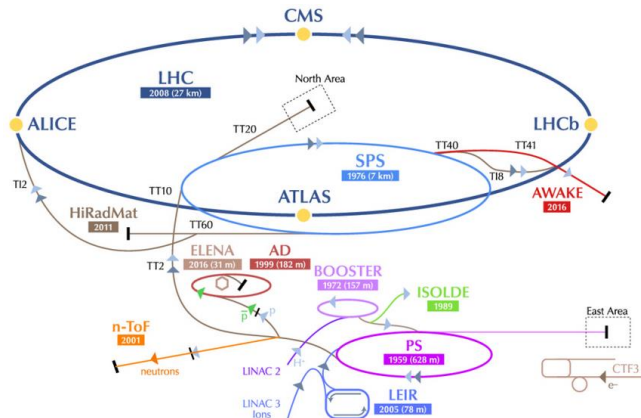 CMS
LHC
2008 (27 km)
North Area
ALICE
LHCb
TT20
TT40
TT41
SPS
1976 (7 km)
TI2
TT10
TI8
ATLAS
AWAKE
2016
HiRadMat
2011
TT60
ELENA
2016 (31 m)
AD
1999 (182 m)
TT2
BOOSTER
1972 (157 m)
ISOLDE
1989
p
p̅
East Area
n-ToF
2001
PS
1959 (628 m)
neutrons
LINAC 2
H⁺
CTF3
e⁻
LINAC 3
Ions
LEIR
2005 (78 m)